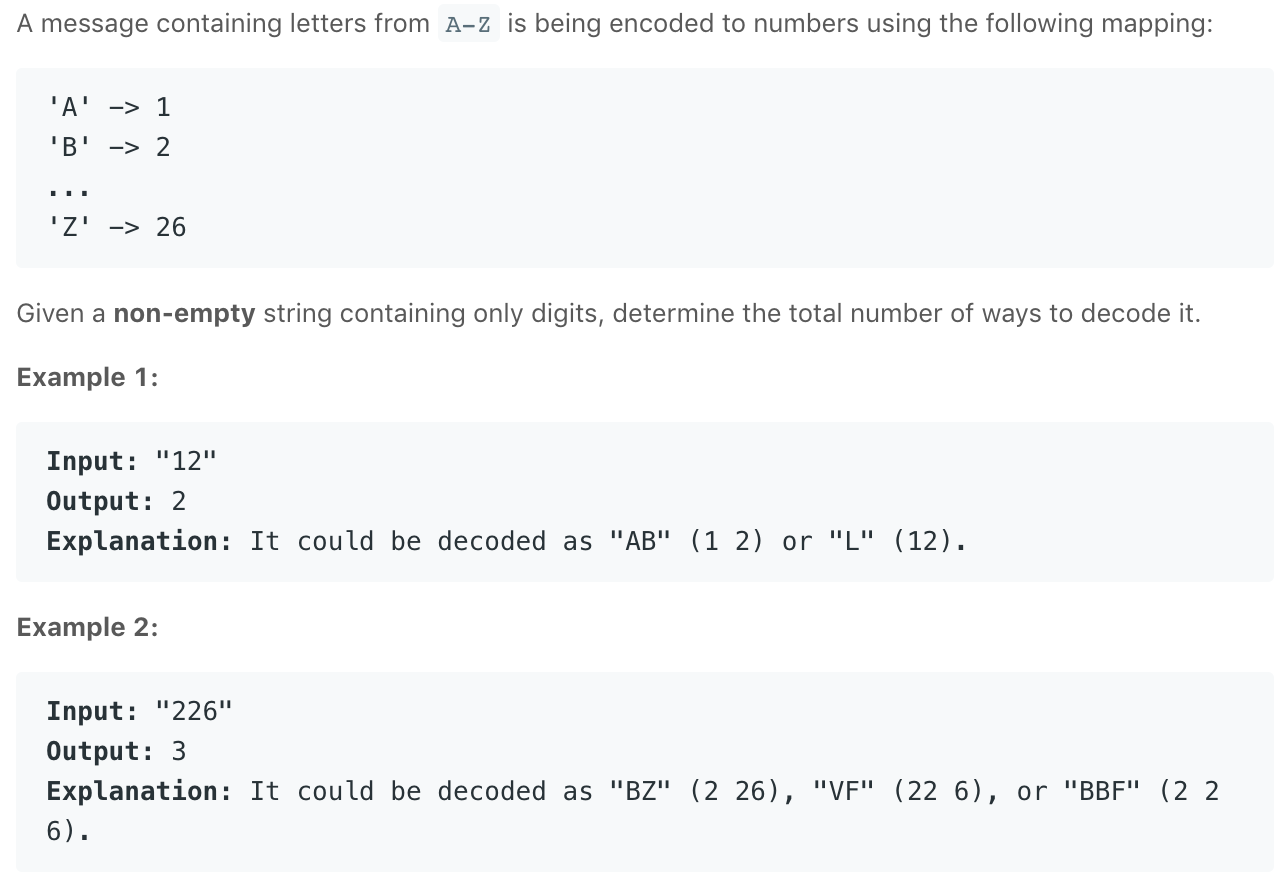 A message containing letters from A-Z is being encoded to numbers using the following mapping:
'A' -> 1
'B' -> 2
...
'Z' -> 26
Given a non-empty string containing only digits, determine the total number of ways to decode it.
Example 1:
Input: "12"
Output: 2
Explanation: It could be decoded as "AB" (1 2) or "L" (12).
Example 2:
Input: "226"
Output: 3
Explanation: It could be decoded as "BZ" (2 26), "VF" (22 6), or "BBF" (2 2
6).